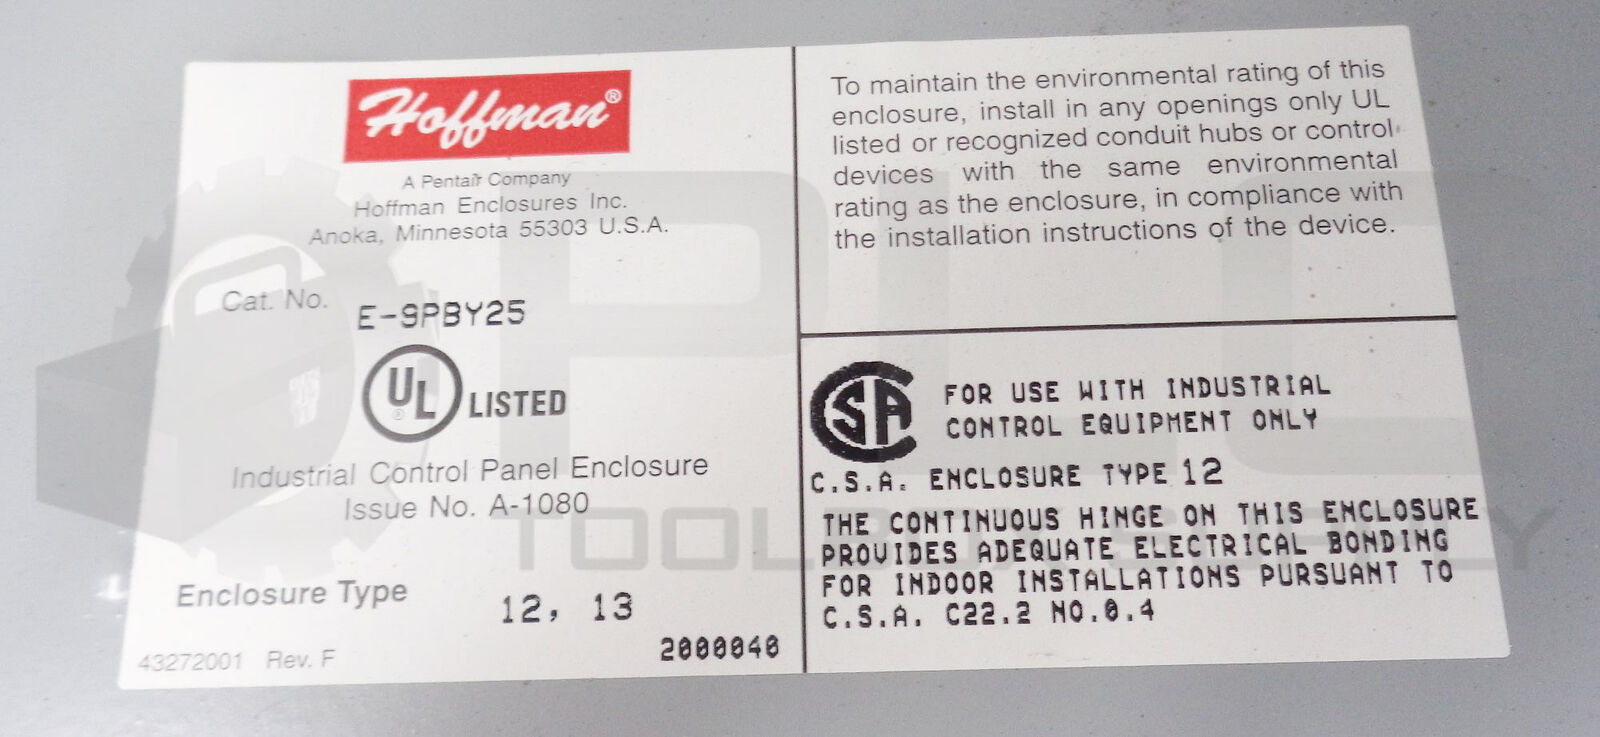 Hoffman®
A Pentair Company
Hoffman Enclosures Inc.
Anoka, Minnesota 55303 U.S.A.
Cat. No. E-9PBY25
UL ® LISTED
Industrial Control Panel Enclosure
Issue No. A-1080
Enclosure Type 12, 13
43272001 Rev. F 2000040
To maintain the environmental rating of this
enclosure, install in any openings only UL
listed or recognized conduit hubs or control
devices with the same environmental
rating as the enclosure, in compliance with
the installation instructions of the device.
CSA FOR USE WITH INDUSTRIAL
CONTROL EQUIPMENT ONLY
C.S.A. ENCLOSURE TYPE 12
THE CONTINUOUS HINGE ON THIS ENCLOSURE
PROVIDES ADEQUATE ELECTRICAL BONDING
FOR INDOOR INSTALLATIONS PURSUANT TO
C.S.A. C22.2 NO.0.4
PLC